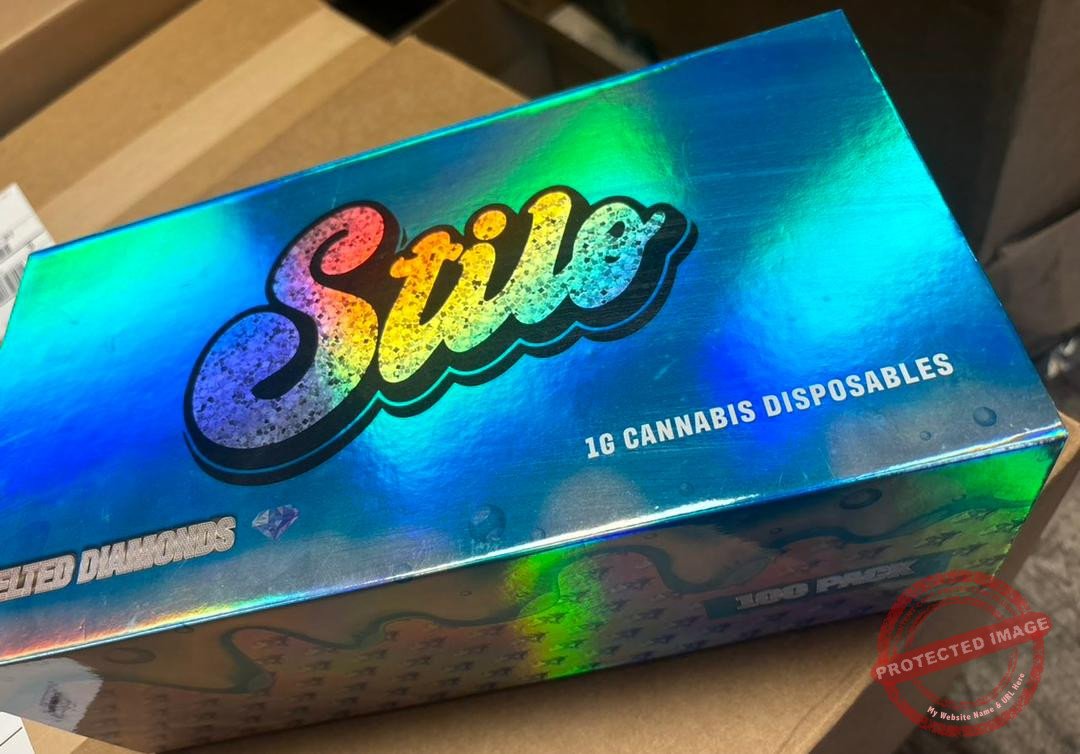 Stilo
1G CANNABIS DISPOSABLES
ELTED DIAMONDS
100 PACK
PROTECTED IMAGE
My Website Name & URL Here